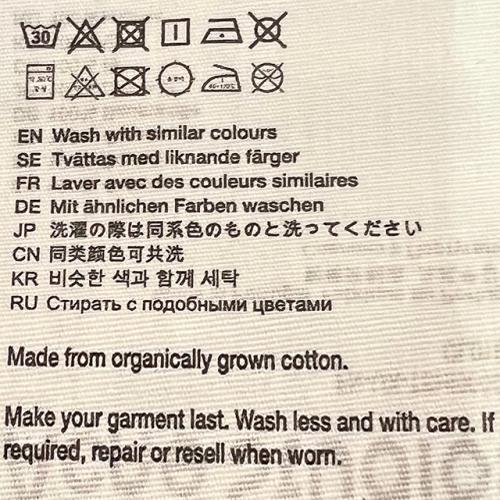 30
EN Wash with similar colours
SE Tvättas med liknande färger
FR Laver avec des couleurs similaires
DE Mit ähnlichen Farben waschen
JP 洗濯の際は同系色のものと洗ってください
CN 同类颜色可共洗
KR 비슷한 색과 함께 세탁
RU Стирать с подобными цветами
Made from organically grown cotton.
Make your garment last. Wash less and with care. If
required, repair or resell when worn.